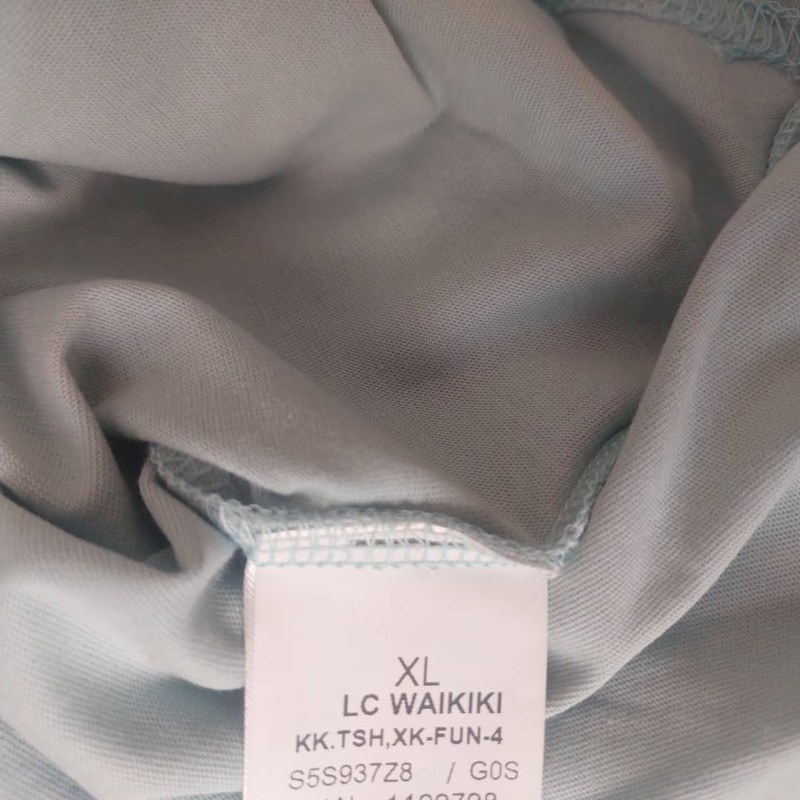 XL
LC WAIKIKI
KK.TSH,XK-FUN-4
S5S937Z8 / G0S